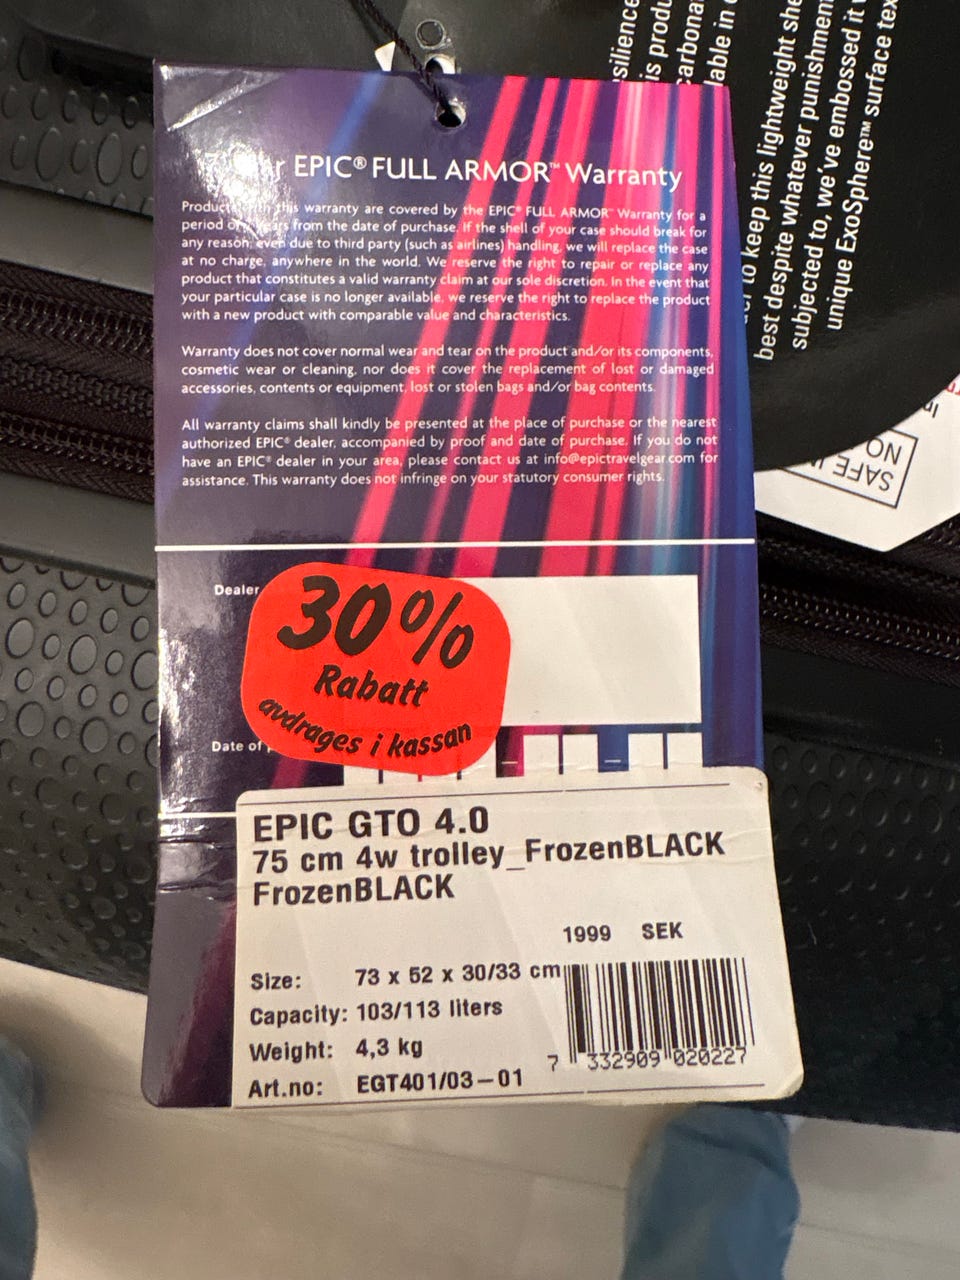 r EPIC® FULL ARMOR™ Warranty
this warranty are covered by the EPIC® FULL ARMOR™ Warranty for a
period of years from the date of purchase. If the shell of your case should break for
any reason, even due to third party (such as airlines) handling, we will replace the case
at no charge, anywhere in the world. We reserve the right to repair or replace any
product that constitutes a valid warranty claim at our sole discretion. In the event that
your particular case is no longer available, we reserve the right to replace the product
with a new product with comparable value and characteristics.
Warranty does not cover normal wear and tear on the product and/or its components,
cosmetic wear or cleaning, nor does it cover the replacement of lost or damaged
accessories, contents or equipment, lost or stolen bags and/or bag contents.
All warranty claims shall kindly be presented at the place of purchase or the nearest
authorized EPIC® dealer, accompanied by proof and date of purchase. If you do not
have an EPIC® dealer in your area, please contact us at info@epictravelgear.com for
assistance. This warranty does not infringe on your statutory consumer rights.
Dealer
30%
Rabatt
avdrages i kassan
Date of
EPIC GTO 4.0
75 cm 4w trolley_FrozenBLACK
FrozenBLACK
1999 SEK
Size: 73 x 52 x 30/33 cm
Capacity: 103/113 liters
Weight: 4,3 kg
Art.no: EGT401/03-01
7 332909 020227
silience
is produ
arbona
lable in
to keep this lightweight she
best despite whatever punishmen
subjected to, we've embossed it
unique ExoSphere™ surface tex
SAFE
NO